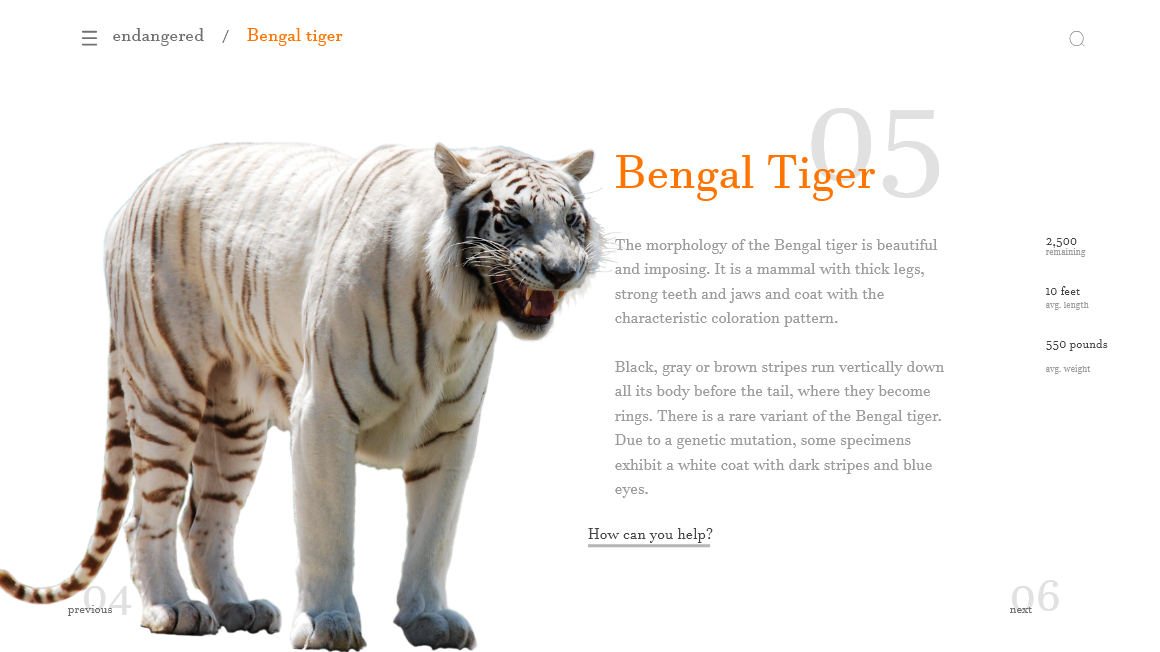 endangered / Bengal tiger
05
Bengal Tiger
The morphology of the Bengal tiger is beautiful
and imposing. It is a mammal with thick legs,
strong teeth and jaws and coat with the
characteristic coloration pattern.
Black, gray or brown stripes run vertically down
all its body before the tail, where they become
rings. There is a rare variant of the Bengal tiger.
Due to a genetic mutation, some specimens
exhibit a white coat with dark stripes and blue
eyes.
How can you help?
2,500
remaining
10 feet
avg. length
550 pounds
avg. weight
04
previous
06
next